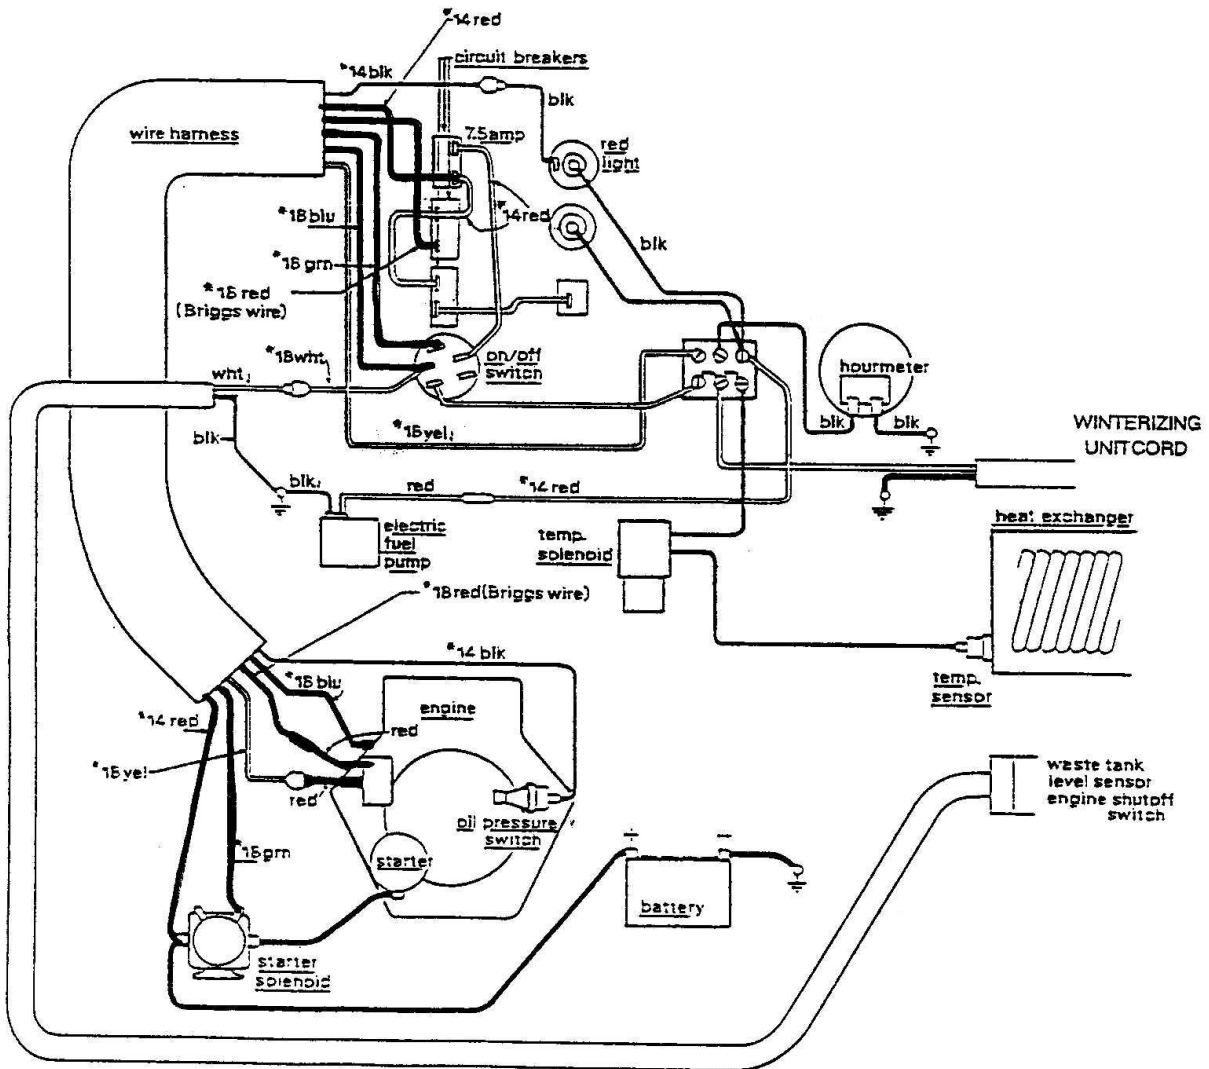 *14 red
circuit breakers
*14 blk
blk
wire harness
7.5amp
red
light
*18 blu
*14 red
blk
*18 grn
*18 red
(Briggs wire)
*18wht
on/off
switch
wht
hourmeter
blk
blk
WINTERIZING
UNITCORD
*18yel
blk
blk
red
*14 red
electric
fuel
pump
temp.
solenoid
heat exchanger
*18red(Briggs wire)
*14 blk
*18 blu
temp.
sensor
*14 red
engine
red
*18 yel
red
waste tank
level sensor
engine shutoff
switch
oil pressure
switch
*18grn
starter
battery
starter
solenoid